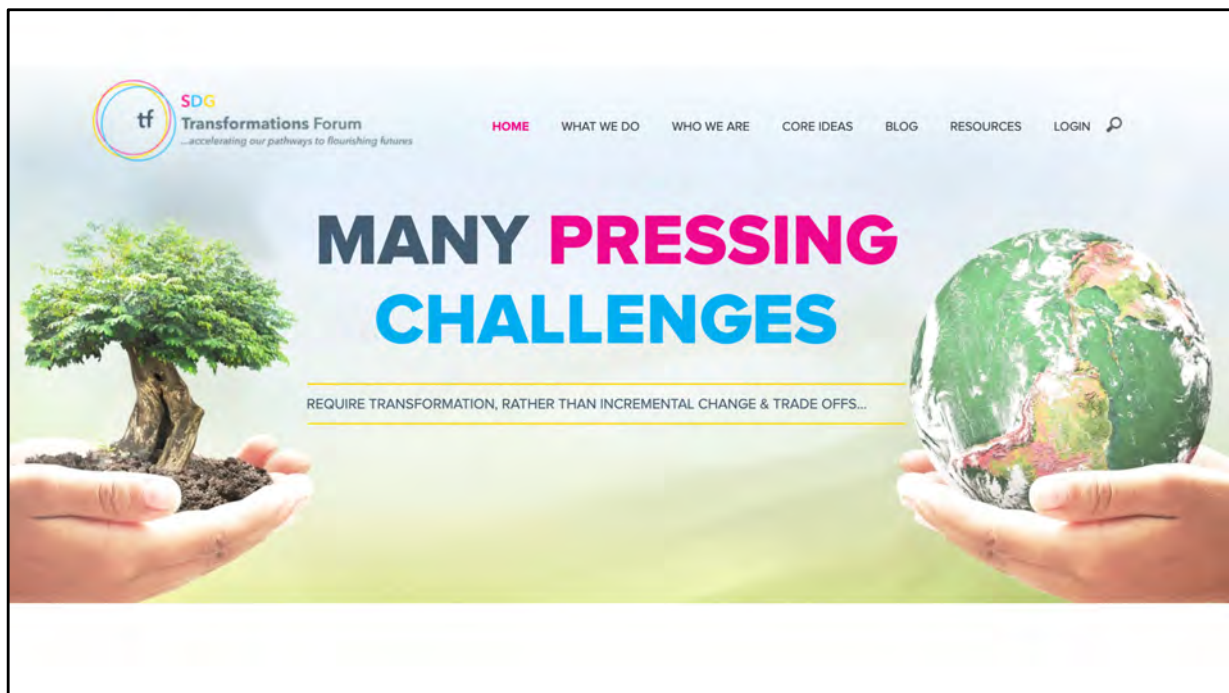 SDG
tf
Transformations Forum
...accelerating our pathways to flourishing futures
HOME WHAT WE DO WHO WE ARE CORE IDEAS BLOG RESOURCES LOGIN
MANY PRESSING
CHALLENGES
REQUIRE TRANSFORMATION, RATHER THAN INCREMENTAL CHANGE & TRADE OFFS...